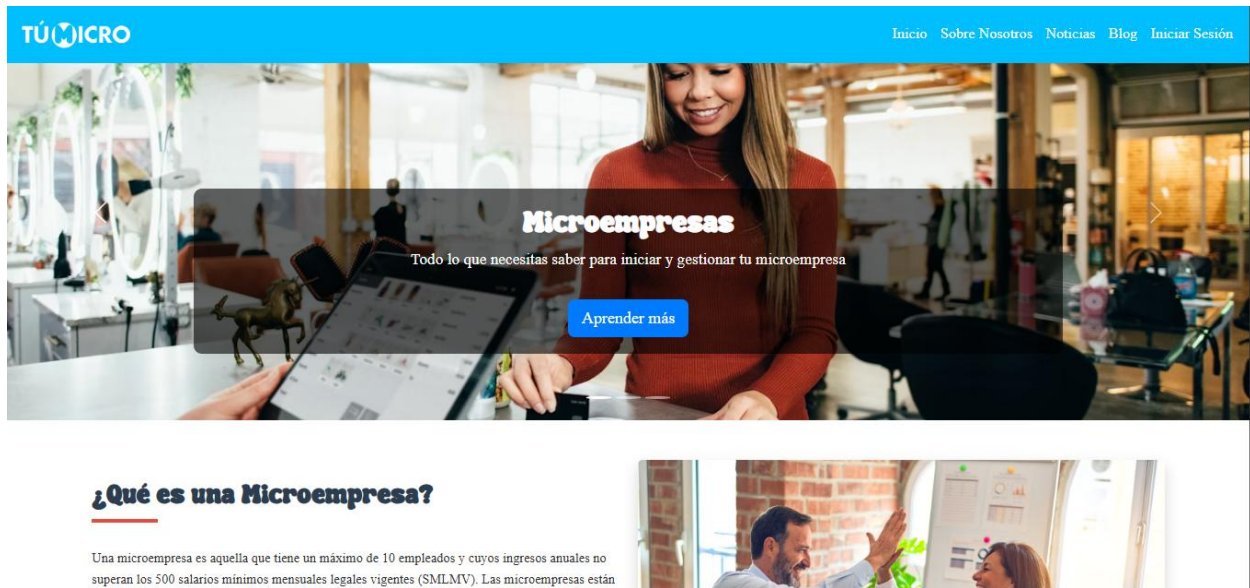 TÚMICRO
Inicio Sobre Nosotros Noticias Blog Iniciar Sesión
Microempresas
Todo lo que necesitas saber para iniciar y gestionar tu microempresa
Aprender más
¿Qué es una Microempresa?
Una microempresa es aquella que tiene un máximo de 10 empleados y cuyos ingresos anuales no
superan los 500 salarios mínimos mensuales legales vigentes (SMLMV). Las microempresas están